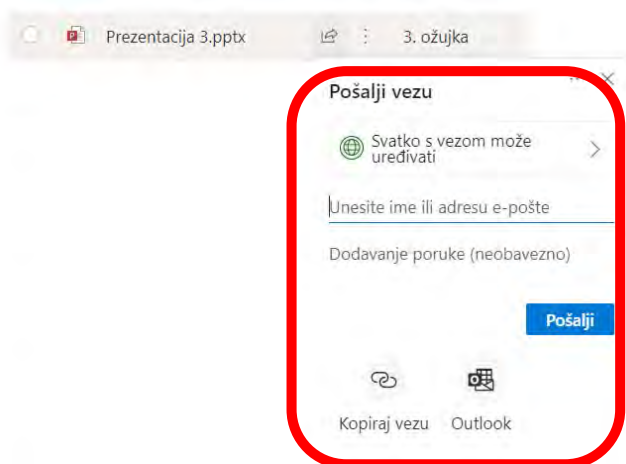 Prezentacija 3.pptx 3. ožujka
Pošalji vezu
Svatko s vezom može
uređivati
Unesite ime ili adresu e-pošte
Dodavanje poruke (neobavezno)
Pošalji
Kopiraj vezu Outlook